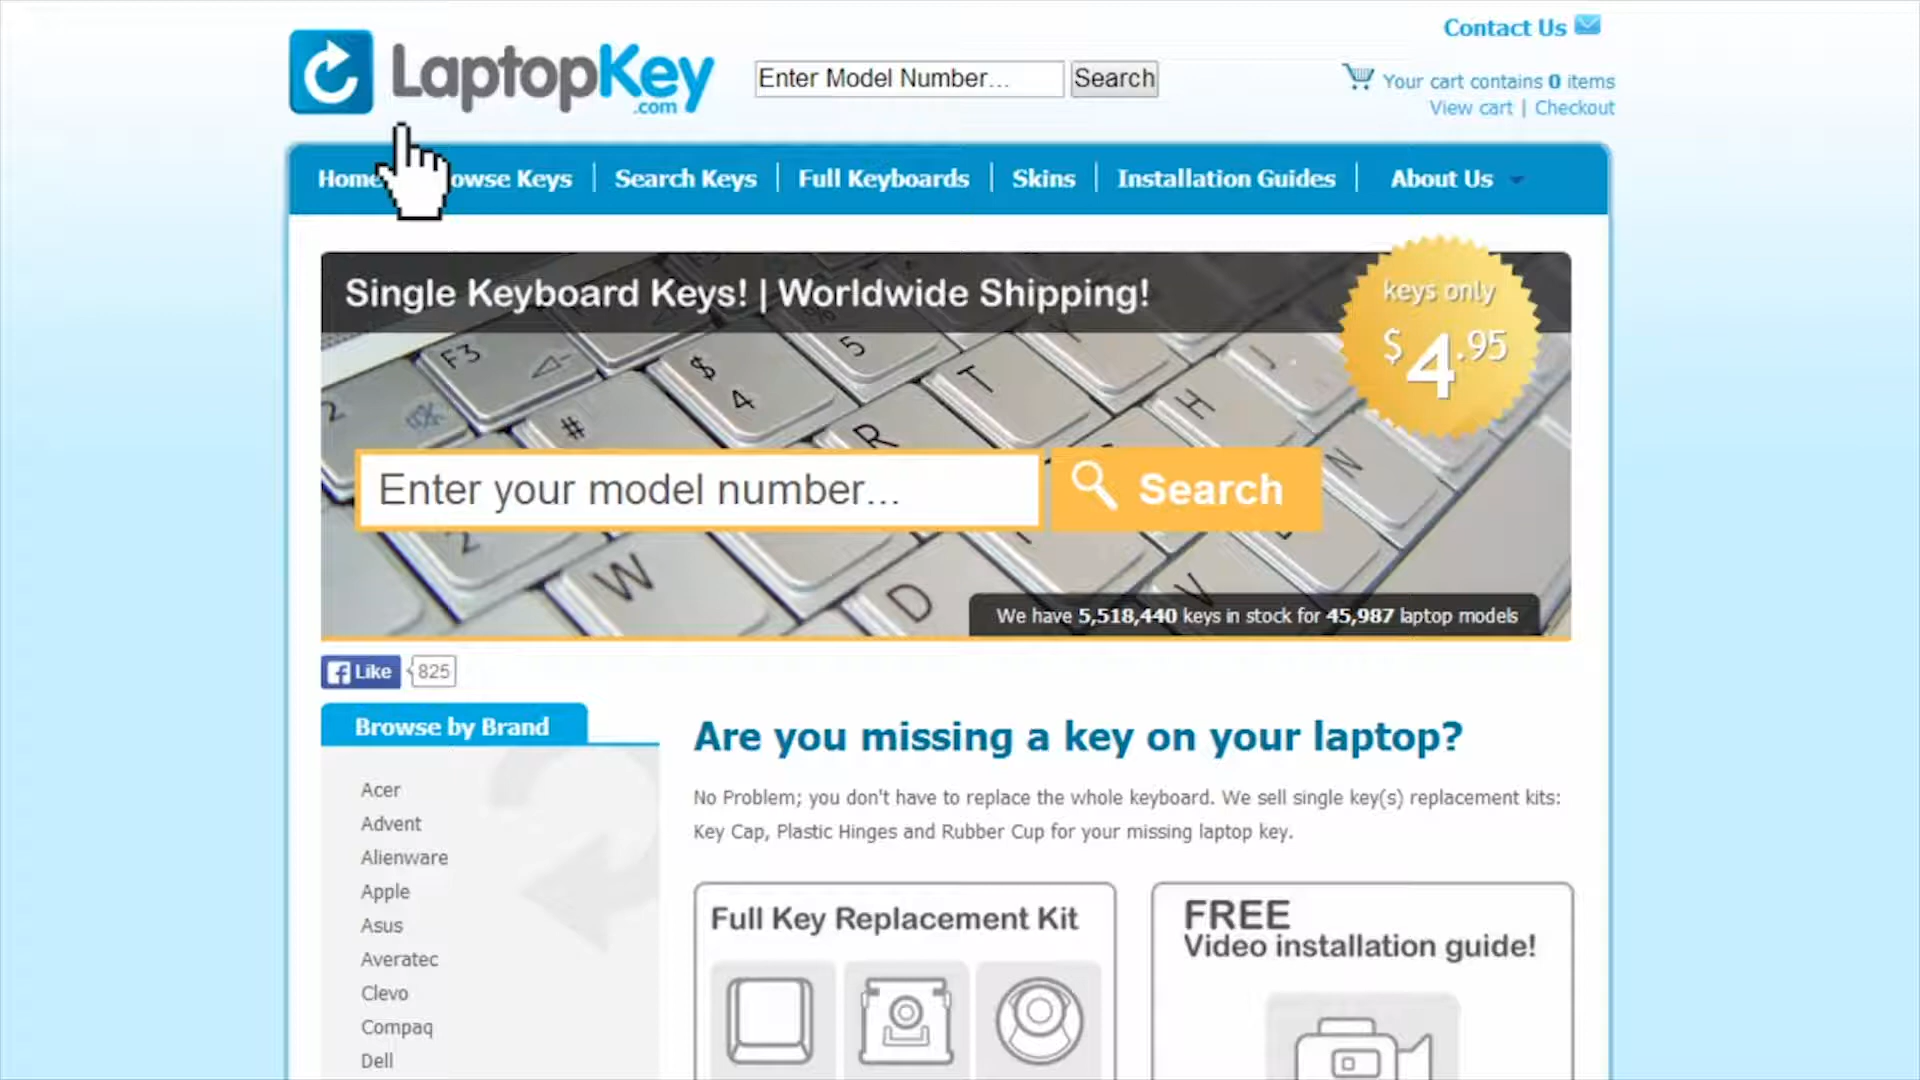 Contact Us
LaptopKey
.com
Enter Model Number...
Search
Your cart contains 0 items
View cart | Checkout
Home
owse Keys
Search Keys
Full Keyboards
Skins
Installation Guides
About Us
Single Keyboard Keys! | Worldwide Shipping!
keys only
$4.95
F3
$
4
5
%
T
H
#
R
N
2
Enter your model number...
Search
2
W
D
V
We have 5,518,440 keys in stock for 45,987 laptop models
Like
825
Browse by Brand
Acer
Advent
Alienware
Apple
Asus
Averatec
Clevo
Compaq
Dell
Are you missing a key on your laptop?
No Problem; you don't have to replace the whole keyboard. We sell single key(s) replacement kits:
Key Cap, Plastic Hinges and Rubber Cup for your missing laptop key.
Full Key Replacement Kit
FREE
Video installation guide!